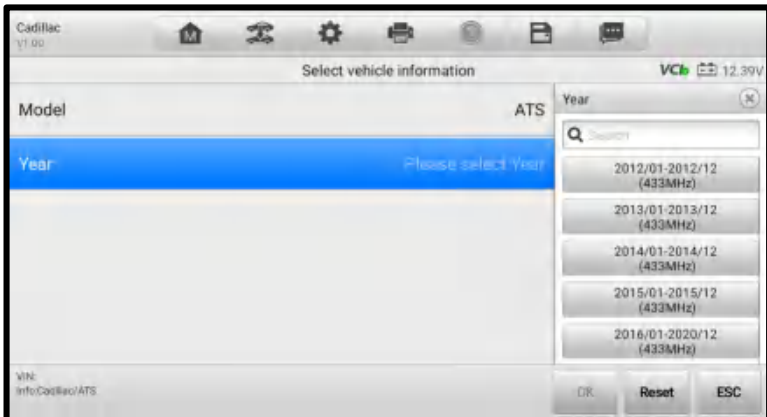 Cadillac
V1.00
M
Select vehicle information
VCI 12.39V
Model ATS
Year Please select Year
Year
Search
2012/01-2012/12
(433MHz)
2013/01-2013/12
(433MHz)
2014/01-2014/12
(433MHz)
2015/01-2015/12
(433MHz)
2016/01-2020/12
(433MHz)
VIN:
Info:Cadillac/ATS
OK Reset ESC